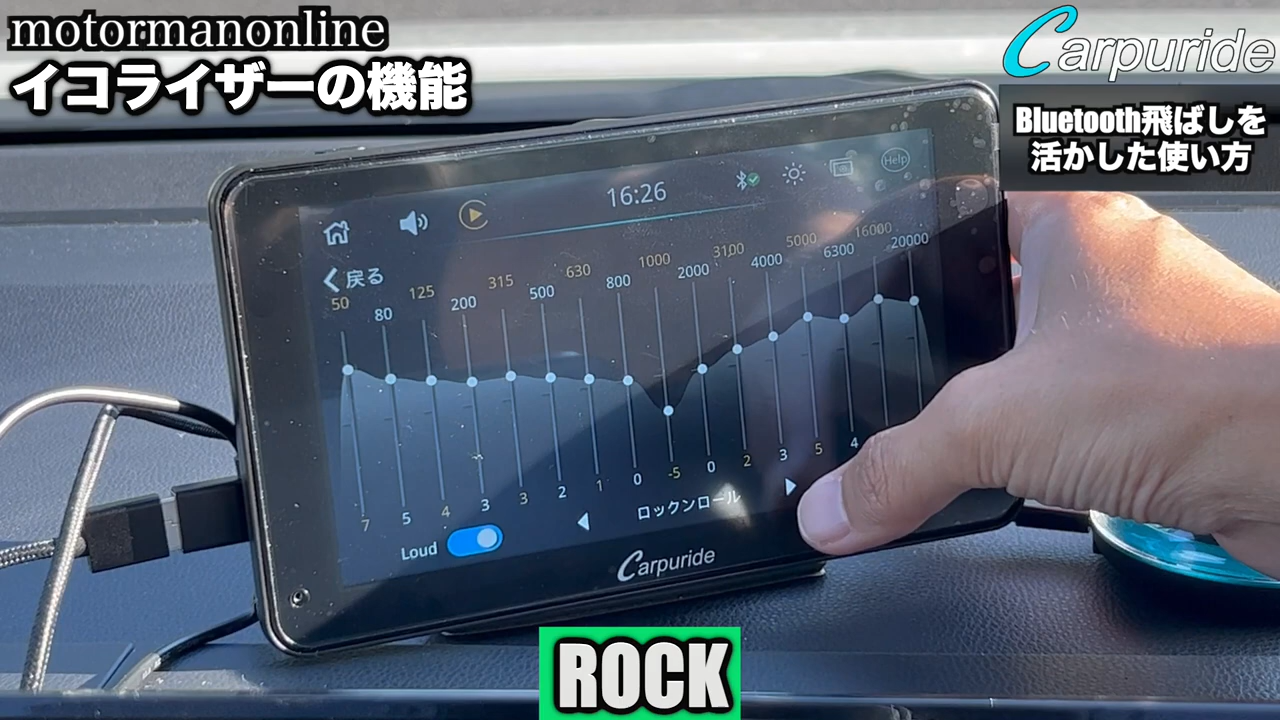 motormanonline
イコライザーの機能
Carpuride
Bluetooth飛ばしを
活かした使い方
16:26
Help
戻る
50 80 125 200 315 500 630 800 1000 2000 3100 4000 5000 6300 16000 20000
7 5 4 3 3 2 1 0 -5 0 2 3 5 4
Loud
ロックンロール
Carpuride
ROCK